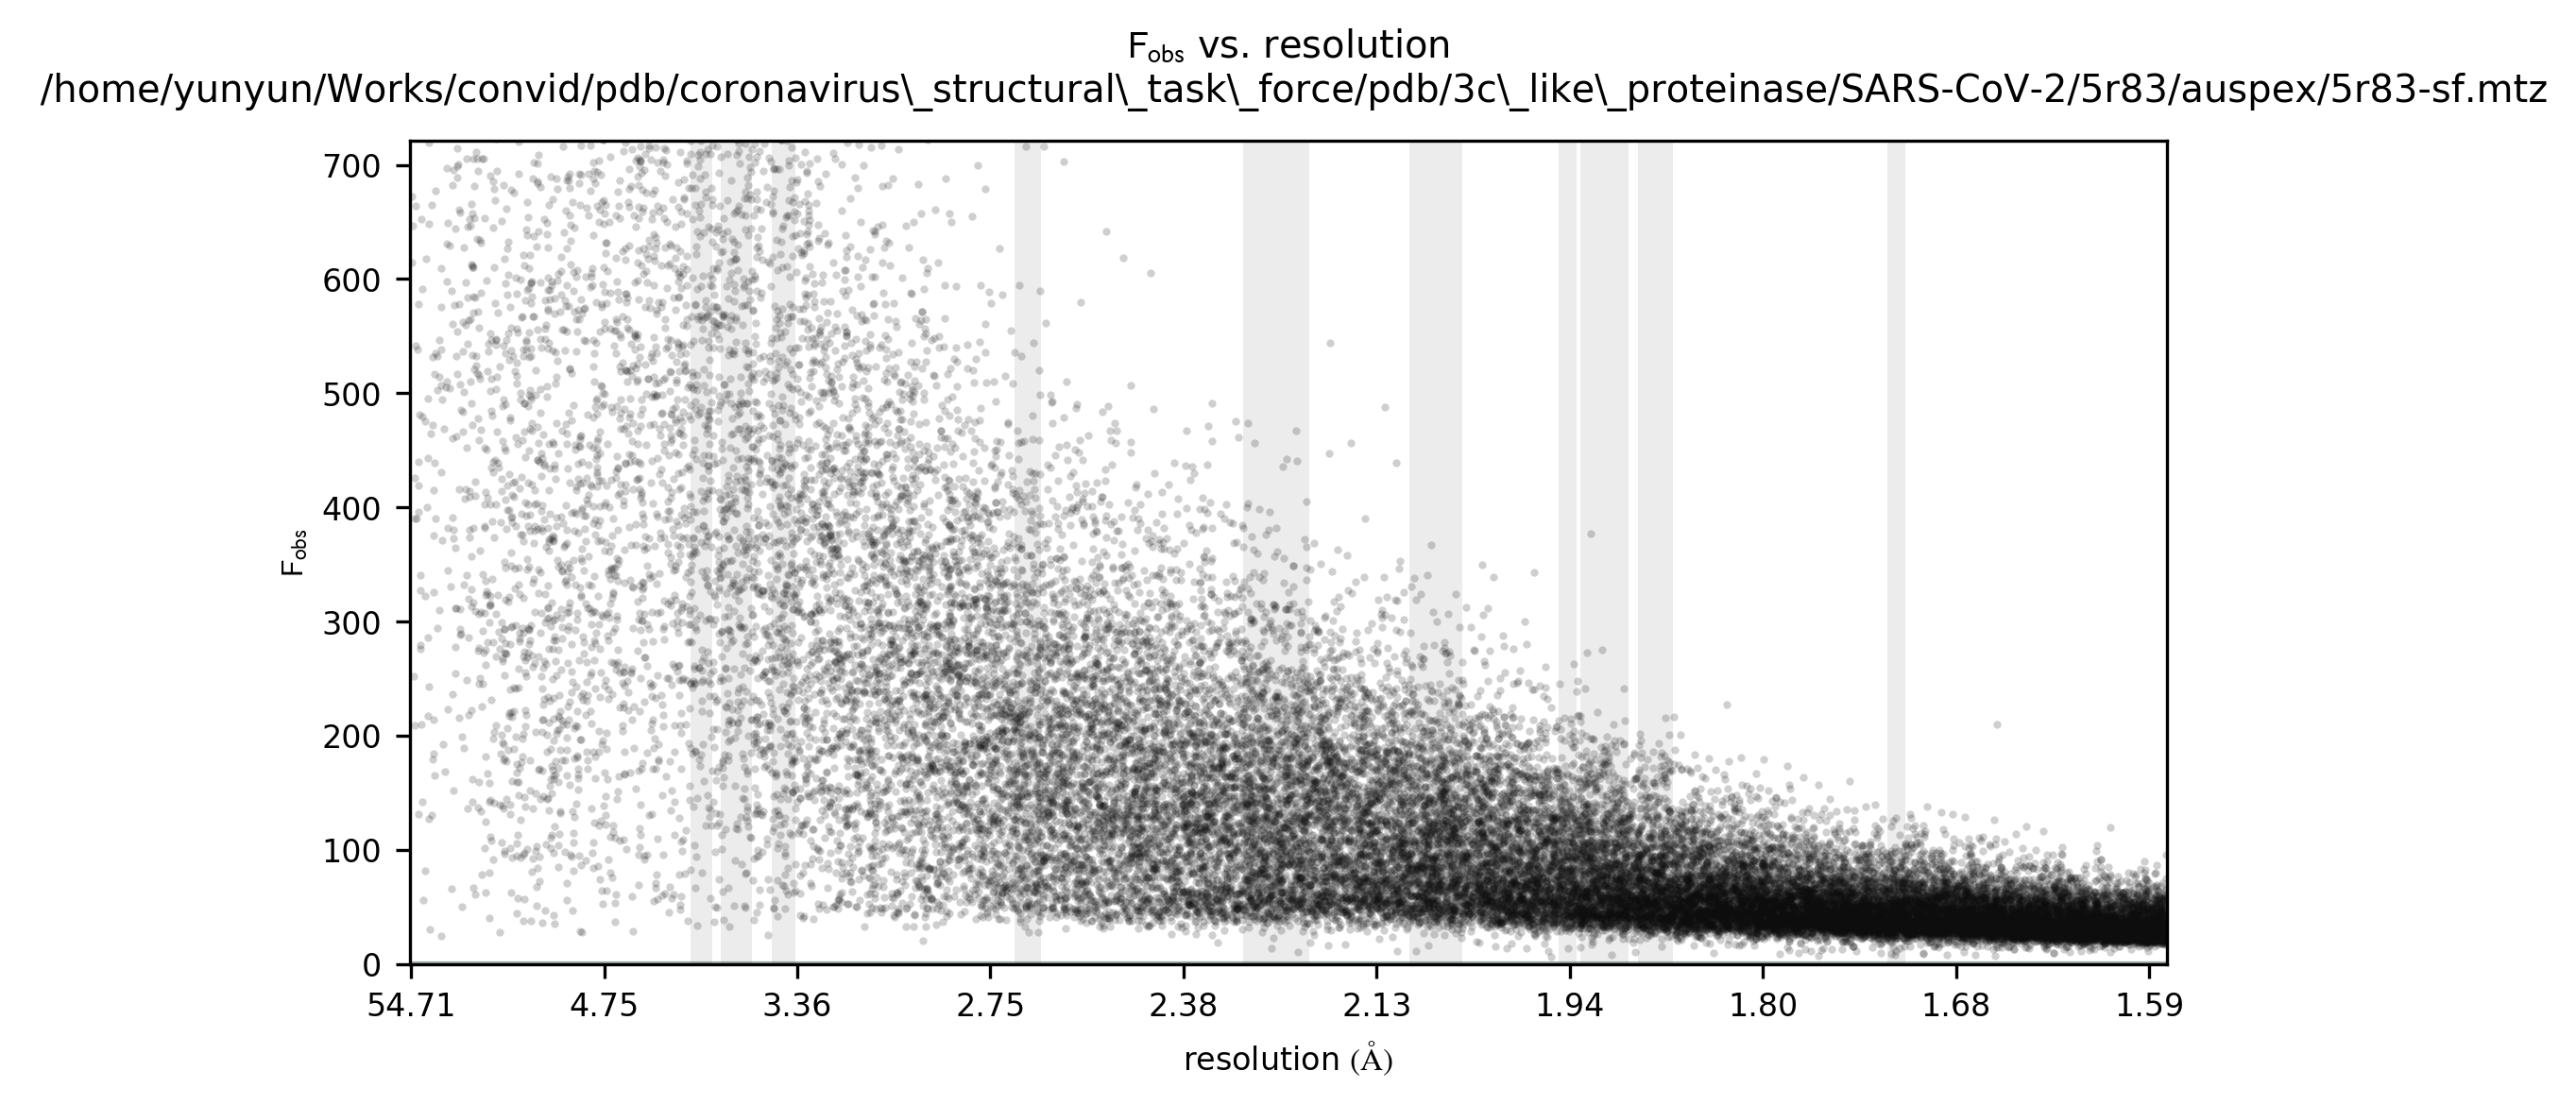 Fobs vs. resolution
/home/yunyun/Works/convid/pdb/coronavirus\_structural\_task\_force/pdb/3c\_like\_proteinase/SARS-CoV-2/5r83/auspex/5r83-sf.mtz
700
600
500
400
300
200
100
0
Fobs
54.71 4.75 3.36 2.75 2.38 2.13 1.94 1.80 1.68 1.59
resolution (Å)